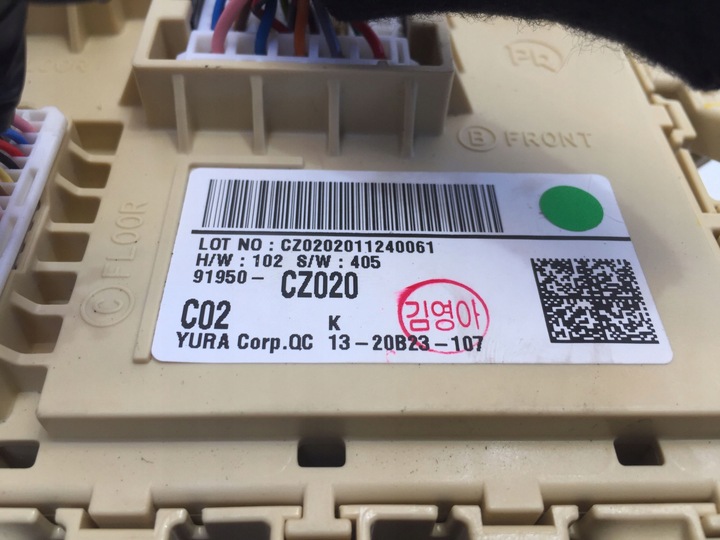 PR
B FRONT
C FLOOR
LOT NO : CZ0202011240061
H/W : 102 S/W : 405
91950- CZ020
C02 K
김영아
YURA Corp.QC 13-20B23-107